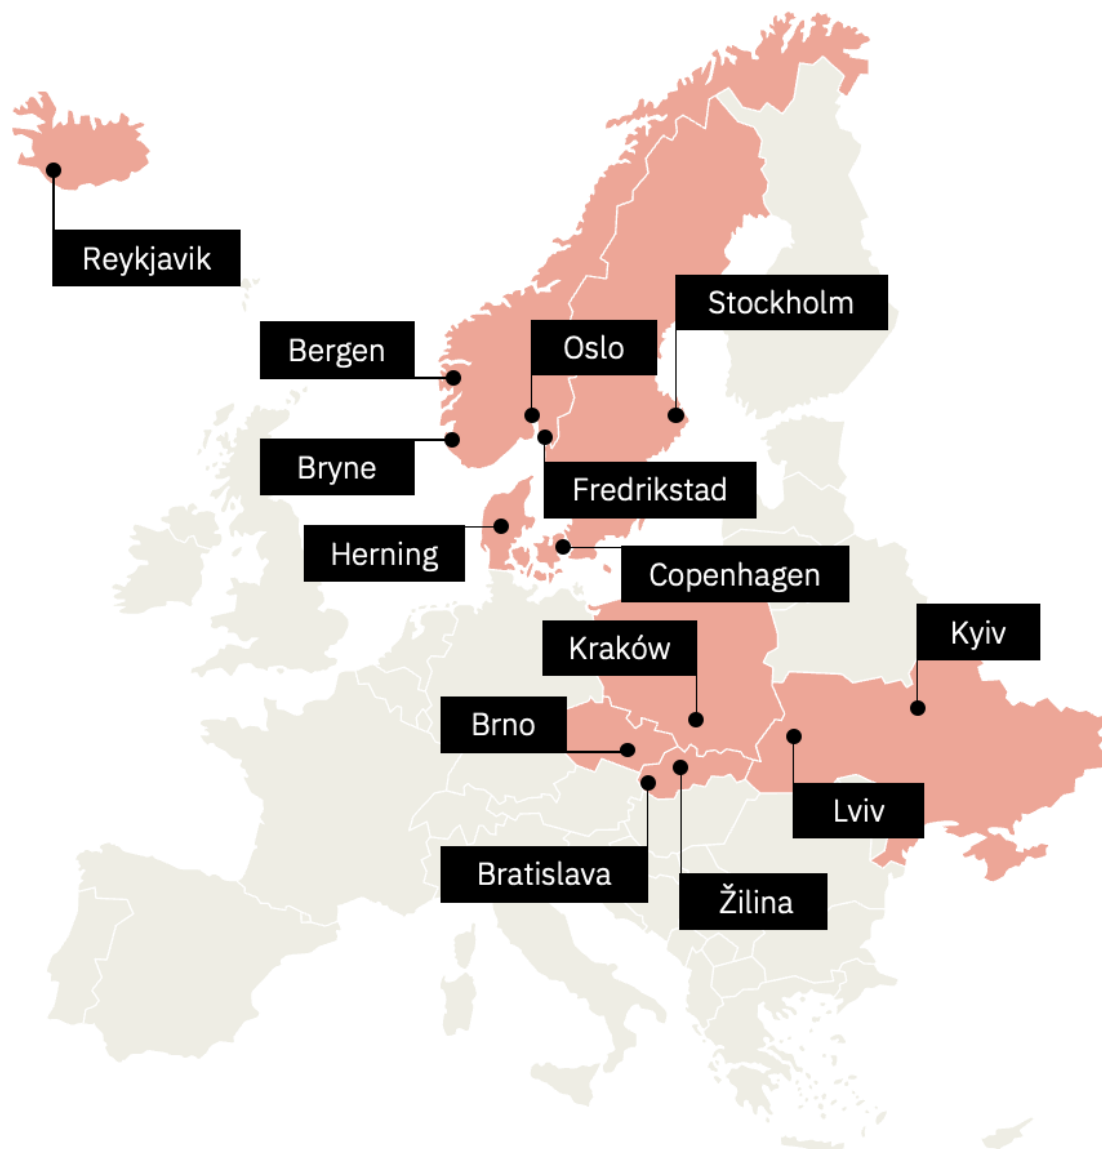 Reykjavik
Stockholm
Oslo
Bergen
Bryne
Fredrikstad
Herning
Copenhagen
Kyiv
Kraków
Brno
Lviv
Bratislava
Žilina